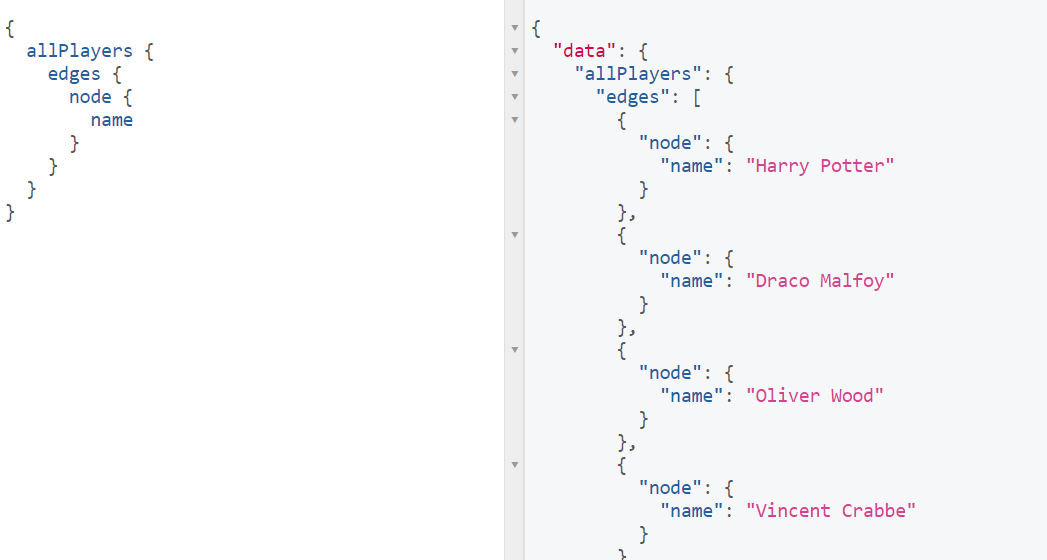 {
  allPlayers {
    edges {
      node {
        name
      }
    }
  }
}
{
  "data": {
    "allPlayers": {
      "edges": [
        {
          "node": {
            "name": "Harry Potter"
          }
        },
        {
          "node": {
            "name": "Draco Malfoy"
          }
        },
        {
          "node": {
            "name": "Oliver Wood"
          }
        },
        {
          "node": {
            "name": "Vincent Crabbe"
          }
        }